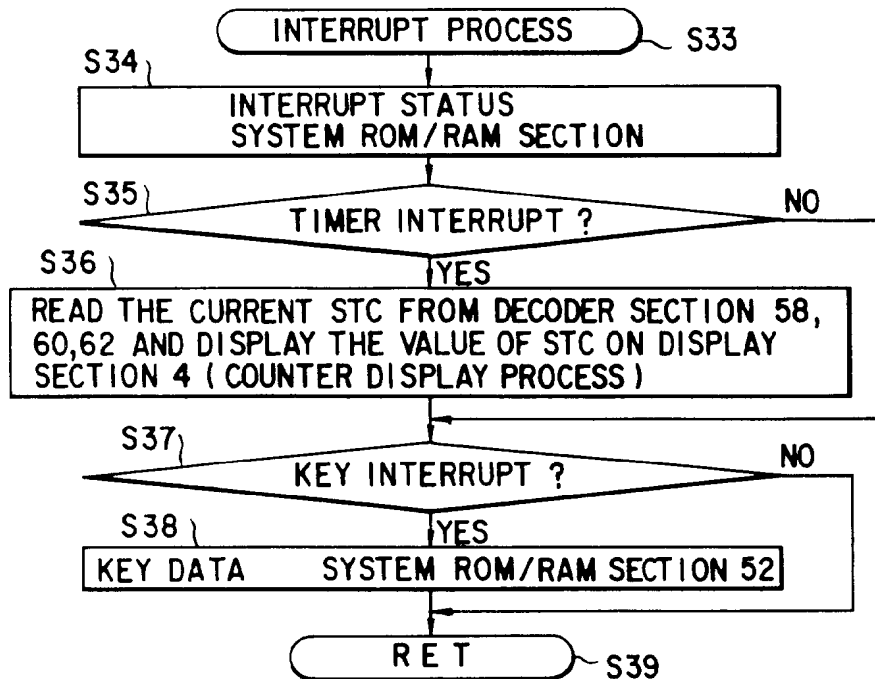 INTERRUPT PROCESS
S33
S34
INTERRUPT STATUS
SYSTEM ROM/RAM SECTION
S35
TIMER INTERRUPT ?
NO
S36
YES
READ THE CURRENT STC FROM DECODER SECTION 58,
60,62 AND DISPLAY THE VALUE OF STC ON DISPLAY
SECTION 4 (COUNTER DISPLAY PROCESS)
S37
KEY INTERRUPT ?
NO
S38
YES
KEY DATA SYSTEM ROM/RAM SECTION 52
RET
S39